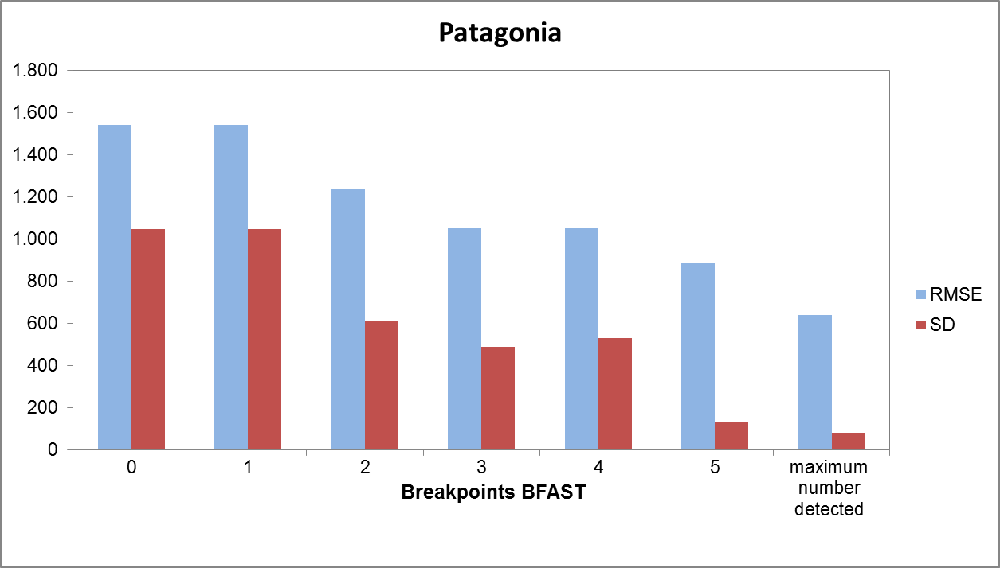 Patagonia
1.800
1.600
1.400
1.200
1.000
800
600
400
200
0
RMSE
SD
0 1 2 3 4 5 maximum
number
detected
Breakpoints BFAST